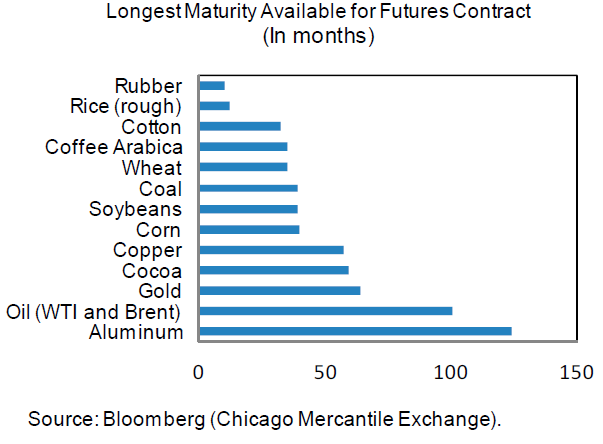 Longest Maturity Available for Futures Contract
(In months)
Rubber
Rice (rough)
Cotton
Coffee Arabica
Wheat
Coal
Soybeans
Corn
Copper
Cocoa
Gold
Oil (WTI and Brent)
Aluminum
0 50 100 150
Source: Bloomberg (Chicago Mercantile Exchange).